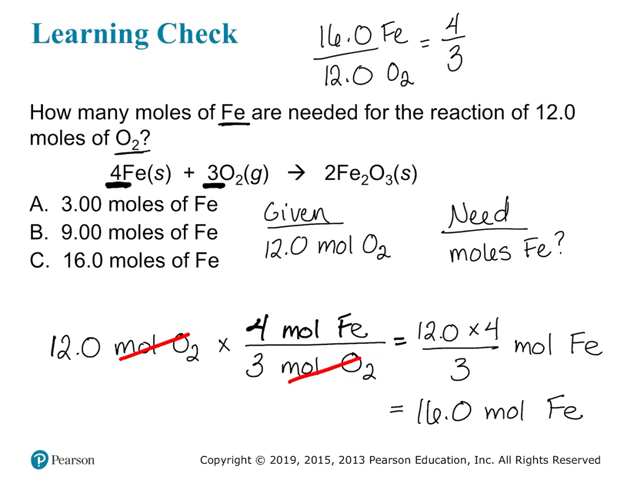 Learning Check
16.0 Fe / 12.0 O₂ = 4/3
How many moles of Fe are needed for the reaction of 12.0
moles of O₂?
4Fe(s) + 3O₂(g) → 2Fe₂O₃(s)
A. 3.00 moles of Fe
B. 9.00 moles of Fe
C. 16.0 moles of Fe
Given
12.0 mol O₂
Need
moles Fe?
12.0 mol O₂ × 4 mol Fe / 3 mol O₂ = 12.0 × 4 / 3 mol Fe
= 16.0 mol Fe
P Pearson
Copyright © 2019, 2015, 2013 Pearson Education, Inc. All Rights Reserved